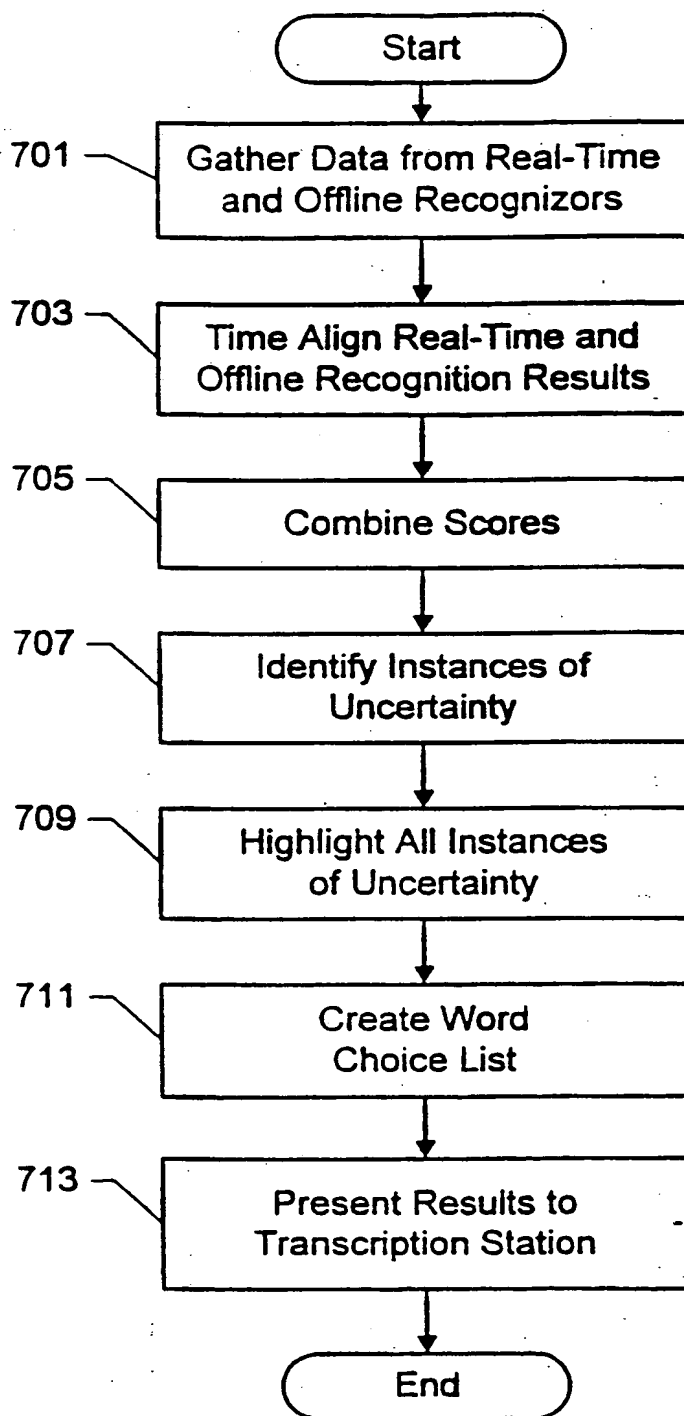 Start
701
Gather Data from Real-Time
and Offline Recognizors
703
Time Align Real-Time and
Offline Recognition Results
705
Combine Scores
707
Identify Instances of
Uncertainty
709
Highlight All Instances
of Uncertainty
711
Create Word
Choice List
713
Present Results to
Transcription Station
End